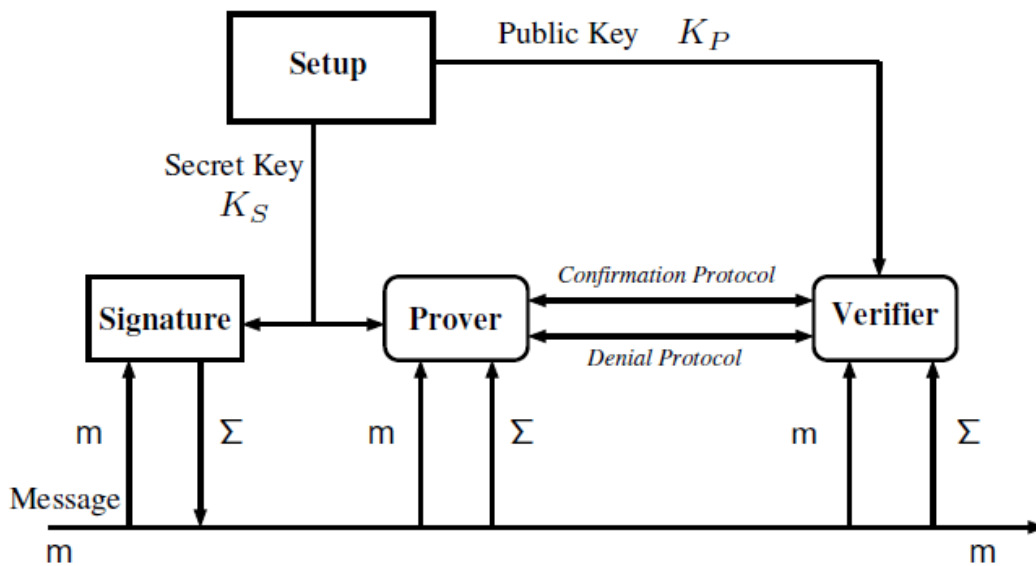 Public Key K_P
Setup
Secret Key
K_S
Confirmation Protocol
Signature
Prover
Verifier
Denial Protocol
m Σ m Σ m Σ
Message
m m